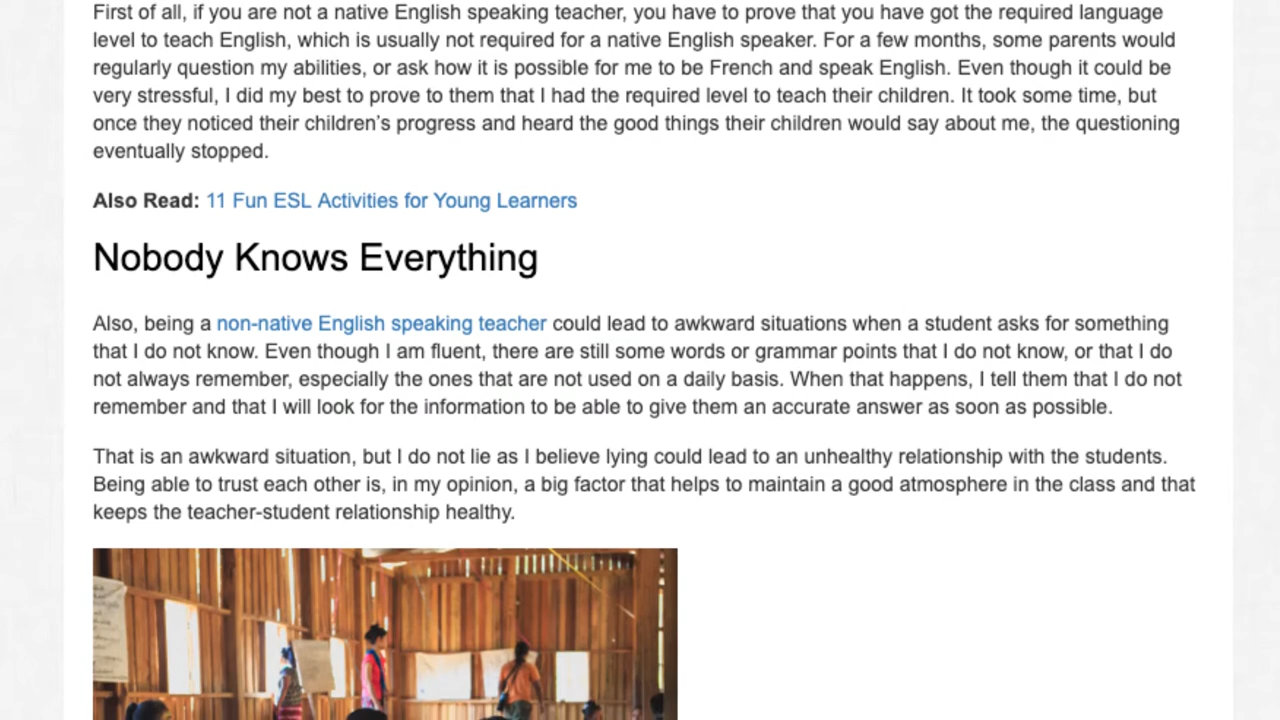 First of all, if you are not a native English speaking teacher, you have to prove that you have got the required language
level to teach English, which is usually not required for a native English speaker. For a few months, some parents would
regularly question my abilities, or ask how it is possible for me to be French and speak English. Even though it could be
very stressful, I did my best to prove to them that I had the required level to teach their children. It took some time, but
once they noticed their children’s progress and heard the good things their children would say about me, the questioning
eventually stopped.
Also Read: 11 Fun ESL Activities for Young Learners
Nobody Knows Everything
Also, being a non-native English speaking teacher could lead to awkward situations when a student asks for something
that I do not know. Even though I am fluent, there are still some words or grammar points that I do not know, or that I do
not always remember, especially the ones that are not used on a daily basis. When that happens, I tell them that I do not
remember and that I will look for the information to be able to give them an accurate answer as soon as possible.
That is an awkward situation, but I do not lie as I believe lying could lead to an unhealthy relationship with the students.
Being able to trust each other is, in my opinion, a big factor that helps to maintain a good atmosphere in the class and that
keeps the teacher-student relationship healthy.